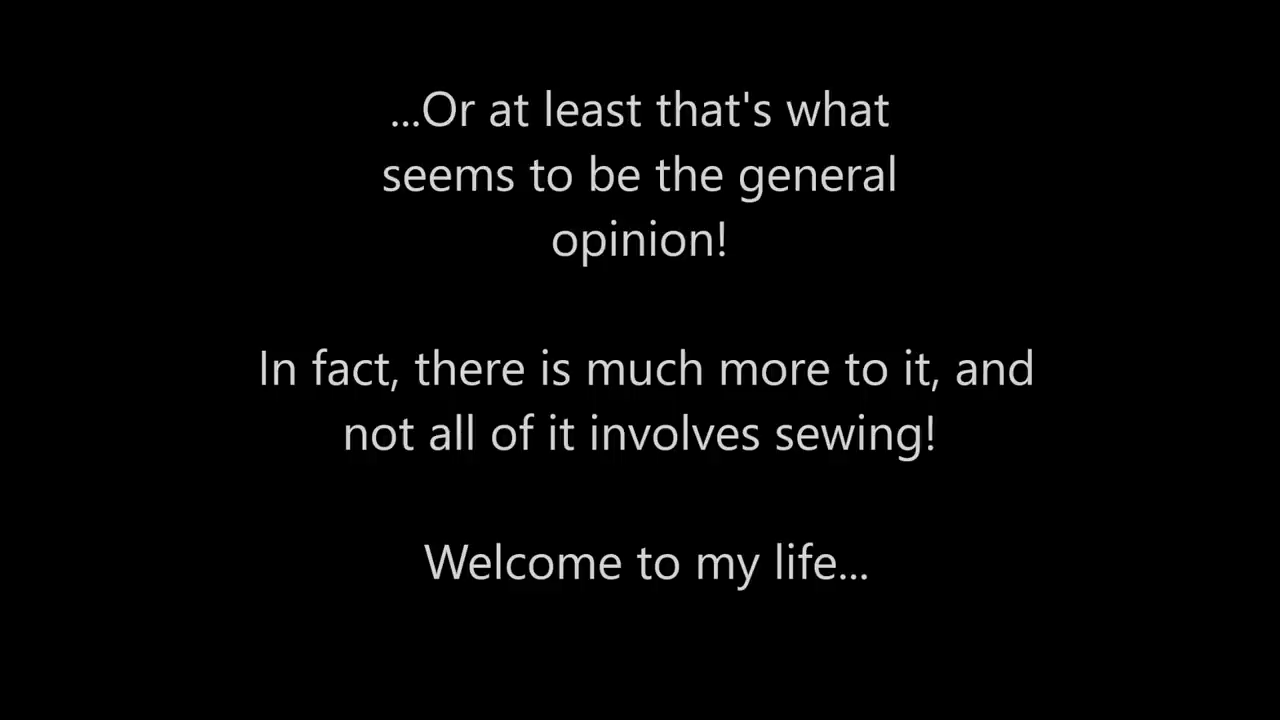 ...Or at least that's what
seems to be the general
opinion!
In fact, there is much more to it, and
not all of it involves sewing!
Welcome to my life...